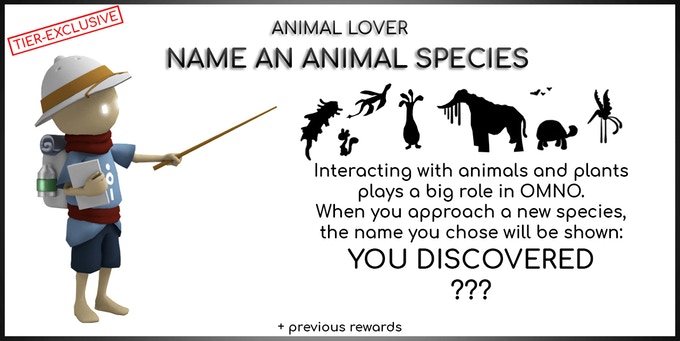 TIER-EXCLUSIVE
ANIMAL LOVER
NAME AN ANIMAL SPECIES
Interacting with animals and plants
plays a big role in OMNO.
When you approach a new species,
the name you chose will be shown:
YOU DISCOVERED
???
+ previous rewards